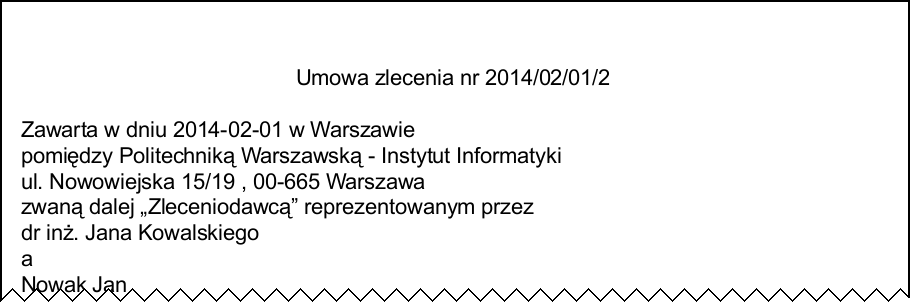 Umowa zlecenia nr 2014/02/01/2
Zawarta w dniu 2014-02-01 w Warszawie
pomiędzy Politechniką Warszawską - Instytut Informatyki
ul. Nowowiejska 15/19 , 00-665 Warszawa
zwaną dalej „Zleceniodawcą” reprezentowanym przez
dr inż. Jana Kowalskiego
a
Nowak Jan